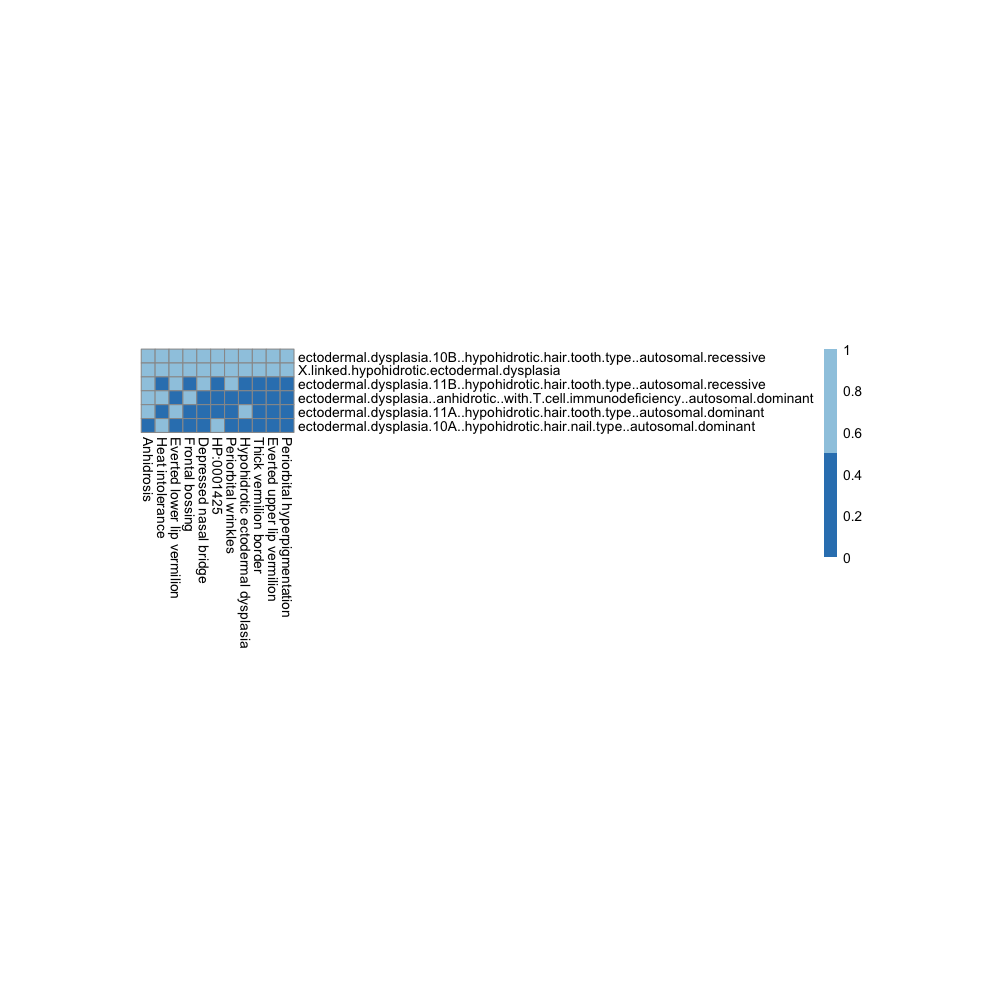 ectodermal.dysplasia.10B..hypohidrotic.hair.tooth.type..autosomal.recessive
X.linked.hypohidrotic.ectodermal.dysplasia
ectodermal.dysplasia.11B..hypohidrotic.hair.tooth.type..autosomal.recessive
ectodermal.dysplasia..anhidrotic..with.T.cell.immunodeficiency..autosomal.dominant
ectodermal.dysplasia.11A..hypohidrotic.hair.tooth.type..autosomal.dominant
ectodermal.dysplasia.10A..hypohidrotic.hair.nail.type..autosomal.dominant
Anhidrosis
Heat intolerance
Everted lower lip vermilion
Frontal bossing
Depressed nasal bridge
HP:0001425
Periorbital wrinkles
Hypohidrotic ectodermal dysplasia
Thick vermilion border
Everted upper lip vermilion
Periorbital hyperpigmentation
1
0.8
0.6
0.4
0.2
0